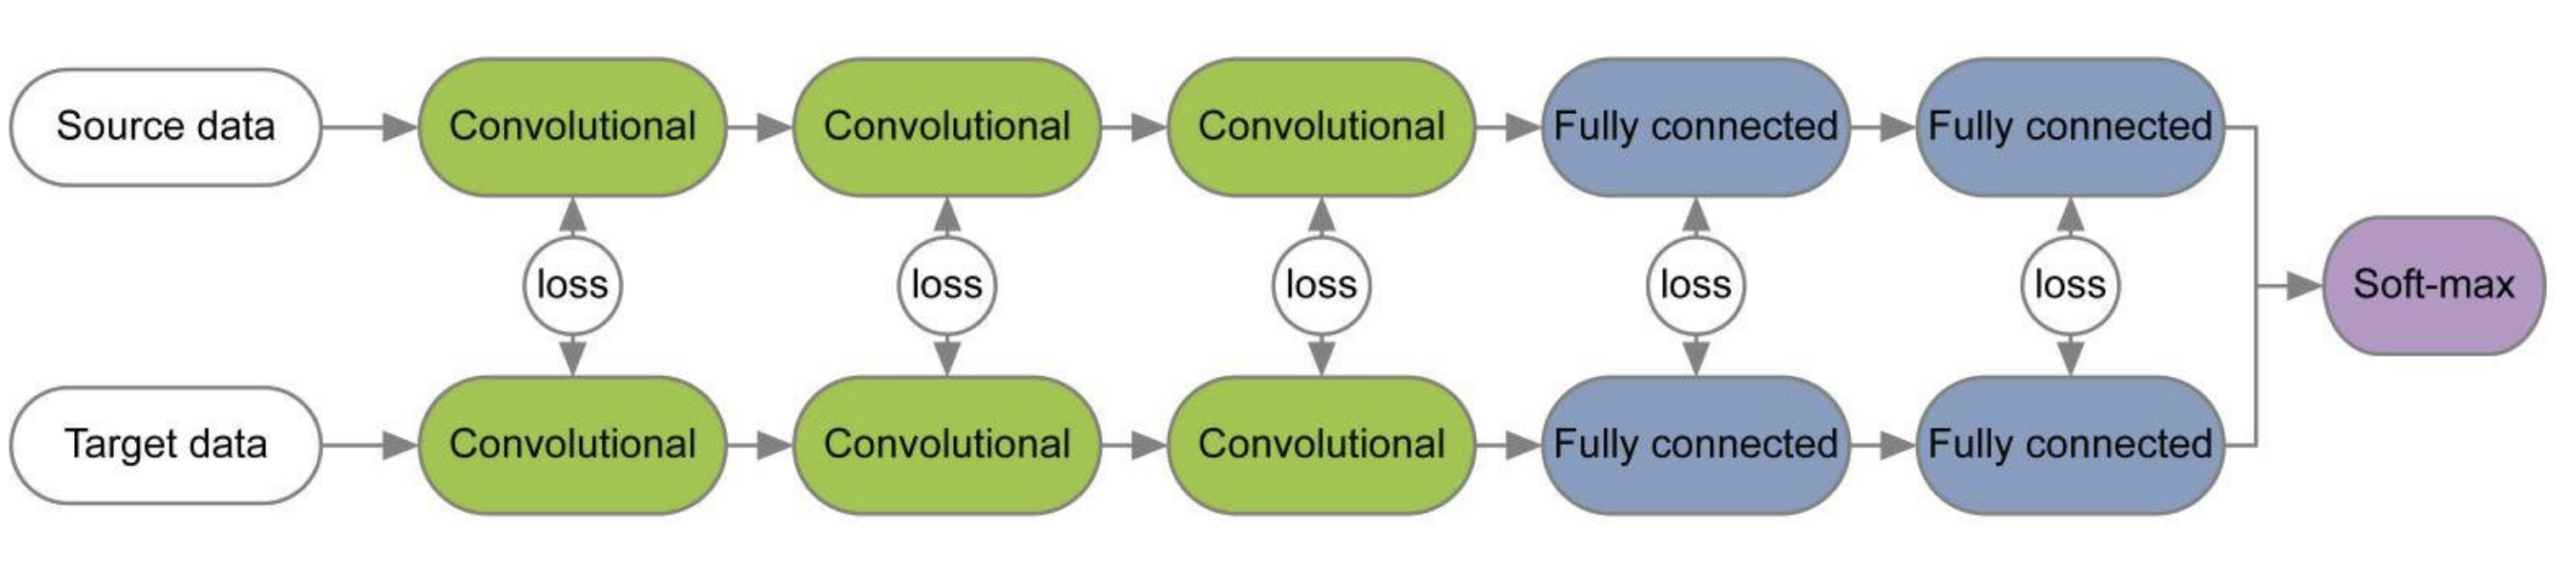 Source data
Convolutional
Convolutional
Convolutional
Fully connected
Fully connected
loss
loss
loss
loss
loss
Soft-max
Target data
Convolutional
Convolutional
Convolutional
Fully connected
Fully connected